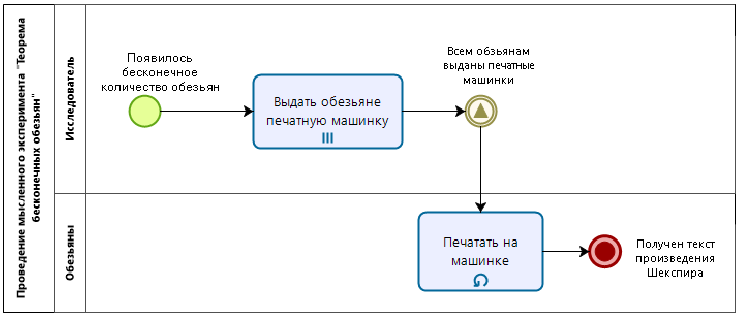 Проведение мысленного эксперимента "Теорема
бесконечных обезьян"
Исследователь
Появилось
бесконечное
количество обезьян
Выдать обезьяне
печатную машинку
Всем обзьянам
выданы печатные
машинки
Обезьяны
Печатать на
машинке
Получен текст
произведения
Шекспира